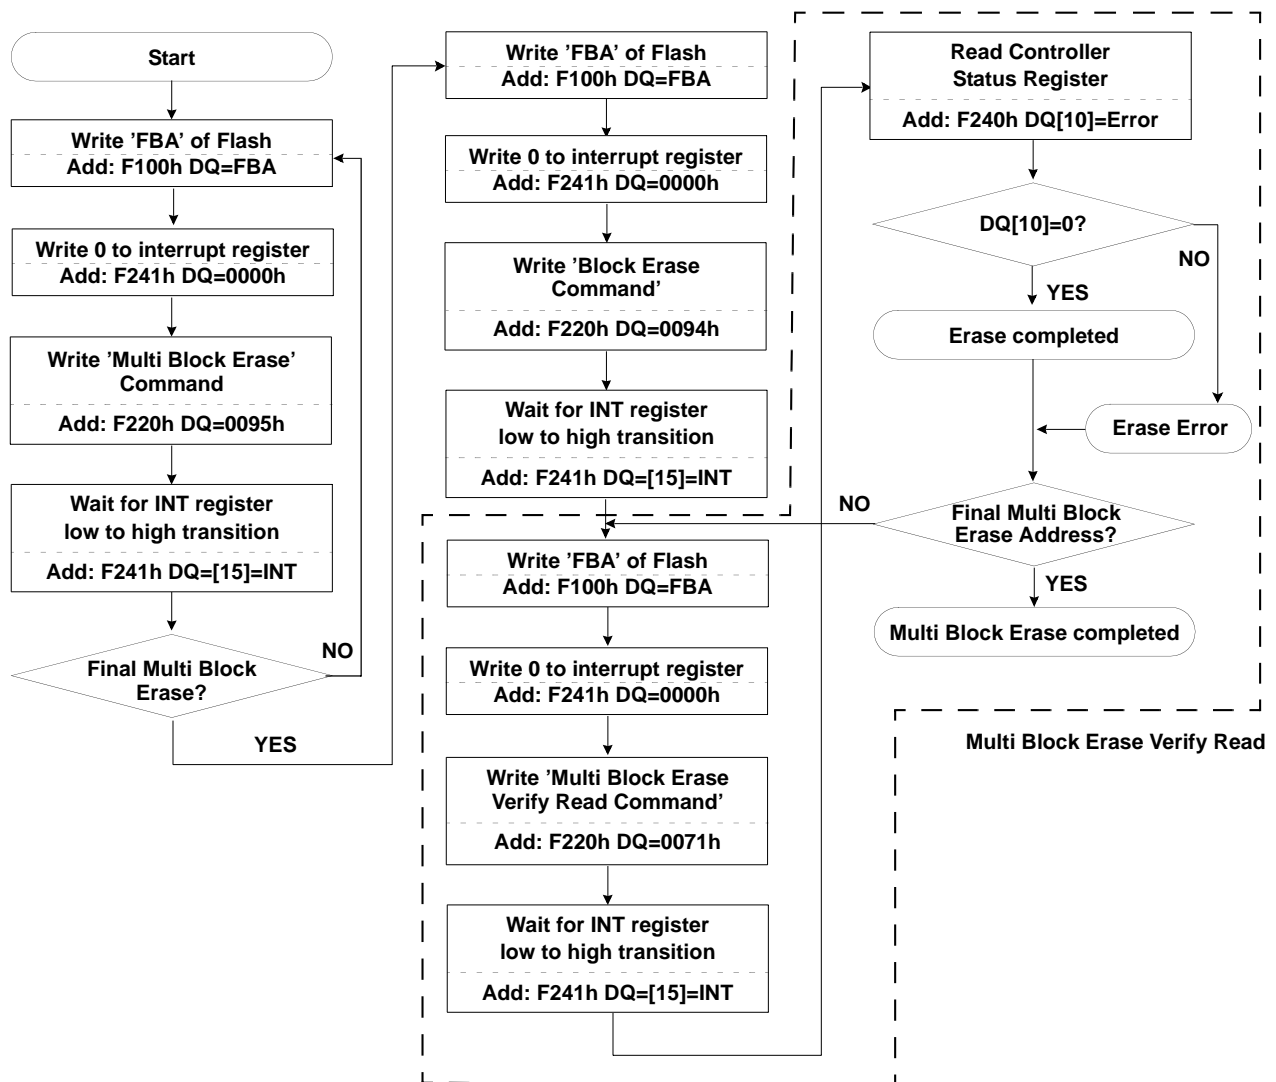 Start
Write ’FBA’ of Flash
Add: F100h DQ=FBA
Write 0 to interrupt register
Add: F241h DQ=0000h
Write ’Multi Block Erase’
Command
Add: F220h DQ=0095h
Wait for INT register
low to high transition
Add: F241h DQ=[15]=INT
Final Multi Block
Erase?
NO
YES
Write ’FBA’ of Flash
Add: F100h DQ=FBA
Write 0 to interrupt register
Add: F241h DQ=0000h
Write ’Block Erase
Command’
Add: F220h DQ=0094h
Wait for INT register
low to high transition
Add: F241h DQ=[15]=INT
Write ’FBA’ of Flash
Add: F100h DQ=FBA
Write 0 to interrupt register
Add: F241h DQ=0000h
Write ’Multi Block Erase
Verify Read Command’
Add: F220h DQ=0071h
Wait for INT register
low to high transition
Add: F241h DQ=[15]=INT
Read Controller
Status Register
Add: F240h DQ[10]=Error
DQ[10]=0?
NO
YES
Erase completed
Erase Error
Final Multi Block
Erase Address?
NO
YES
Multi Block Erase completed
Multi Block Erase Verify Read